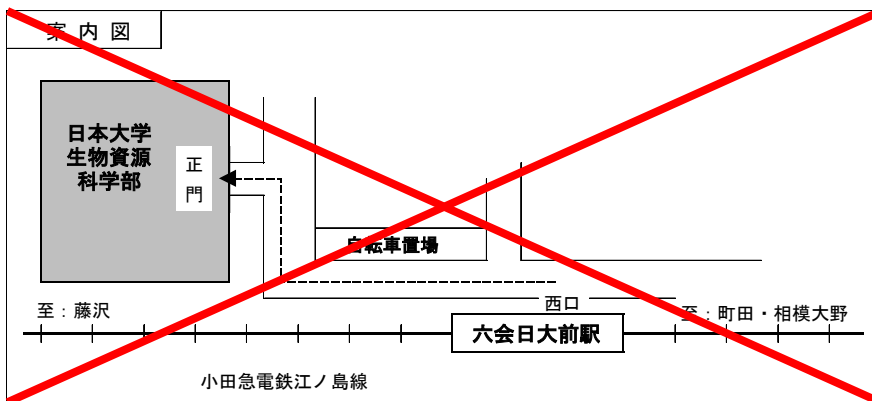 案 内 図
日本大学
生物資源
科学部
正
門
自転車置場
至：藤沢
西口
至：町田・相模大野
六会日大前駅
小田急電鉄江ノ島線